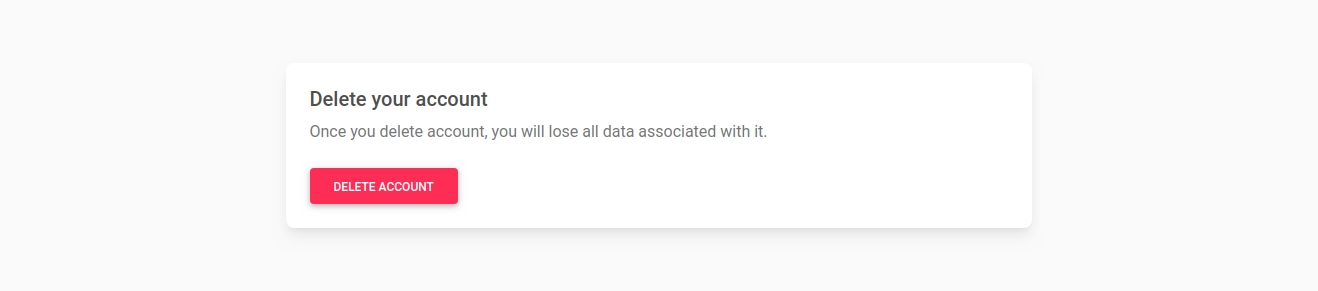 Delete your account
Once you delete account, you will lose all data associated with it.
DELETE ACCOUNT